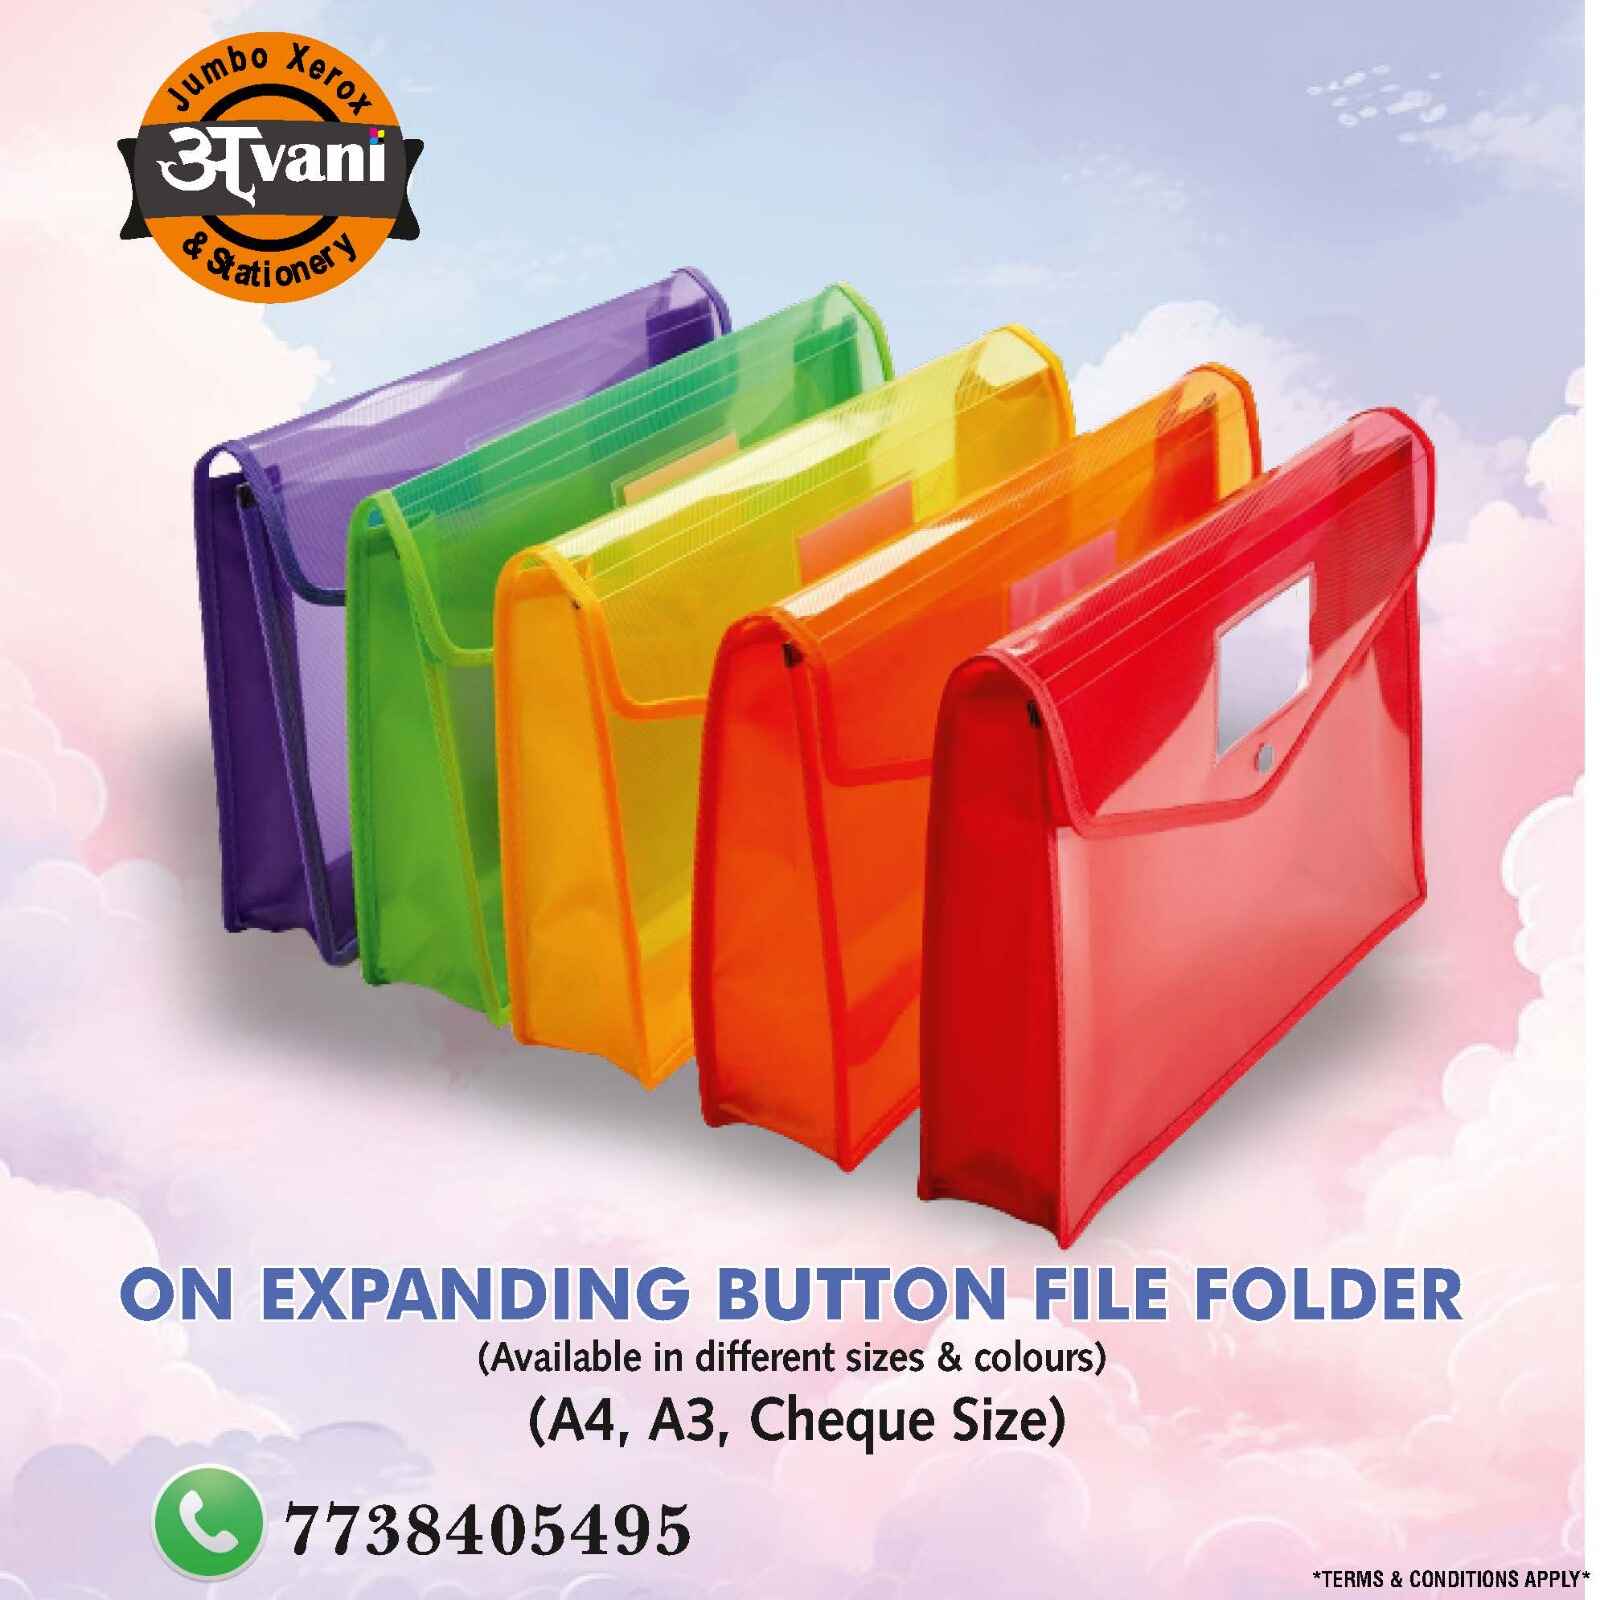 Jumbo Xerox
अvani
& Stationery
ON EXPANDING BUTTON FILE FOLDER
(Available in different sizes & colours)
(A4, A3, Cheque Size)
7738405495
*TERMS & CONDITIONS APPLY*